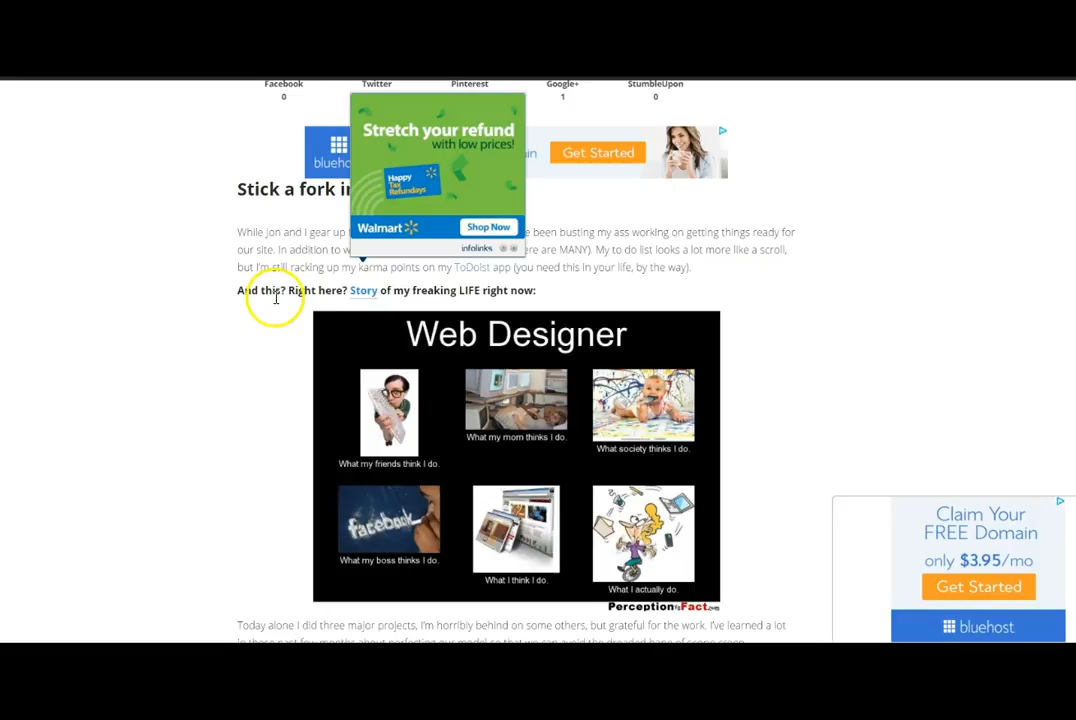 Facebook
Twitter
Pinterest
Google+
StumbleUpon
0
1
0
Stretch your refund
with low prices!
Happy
Tax
Refundays
Walmart
Shop Now
infolinks
Get Started
Stick a fork in
While Jon and I gear up
been busting my ass working on getting things ready for
our site. In addition to
ere are MANY). My to do list looks a lot more like a scroll,
but I'm still racking up my karma points on my ToDoIst app (you need this in your life, by the way).
And this? Right here? Story of my freaking LIFE right now:
Web Designer
What my friends think I do.
What my mom thinks I do.
What society thinks I do.
facebook
What my boss thinks I do.
What I think I do.
What I actually do.
PerceptionIsFact.com
Claim Your
FREE Domain
only $3.95/mo
Get Started
bluehost
Today alone I did three major projects, I'm horribly behind on some others, but grateful for the work. I've learned a lot